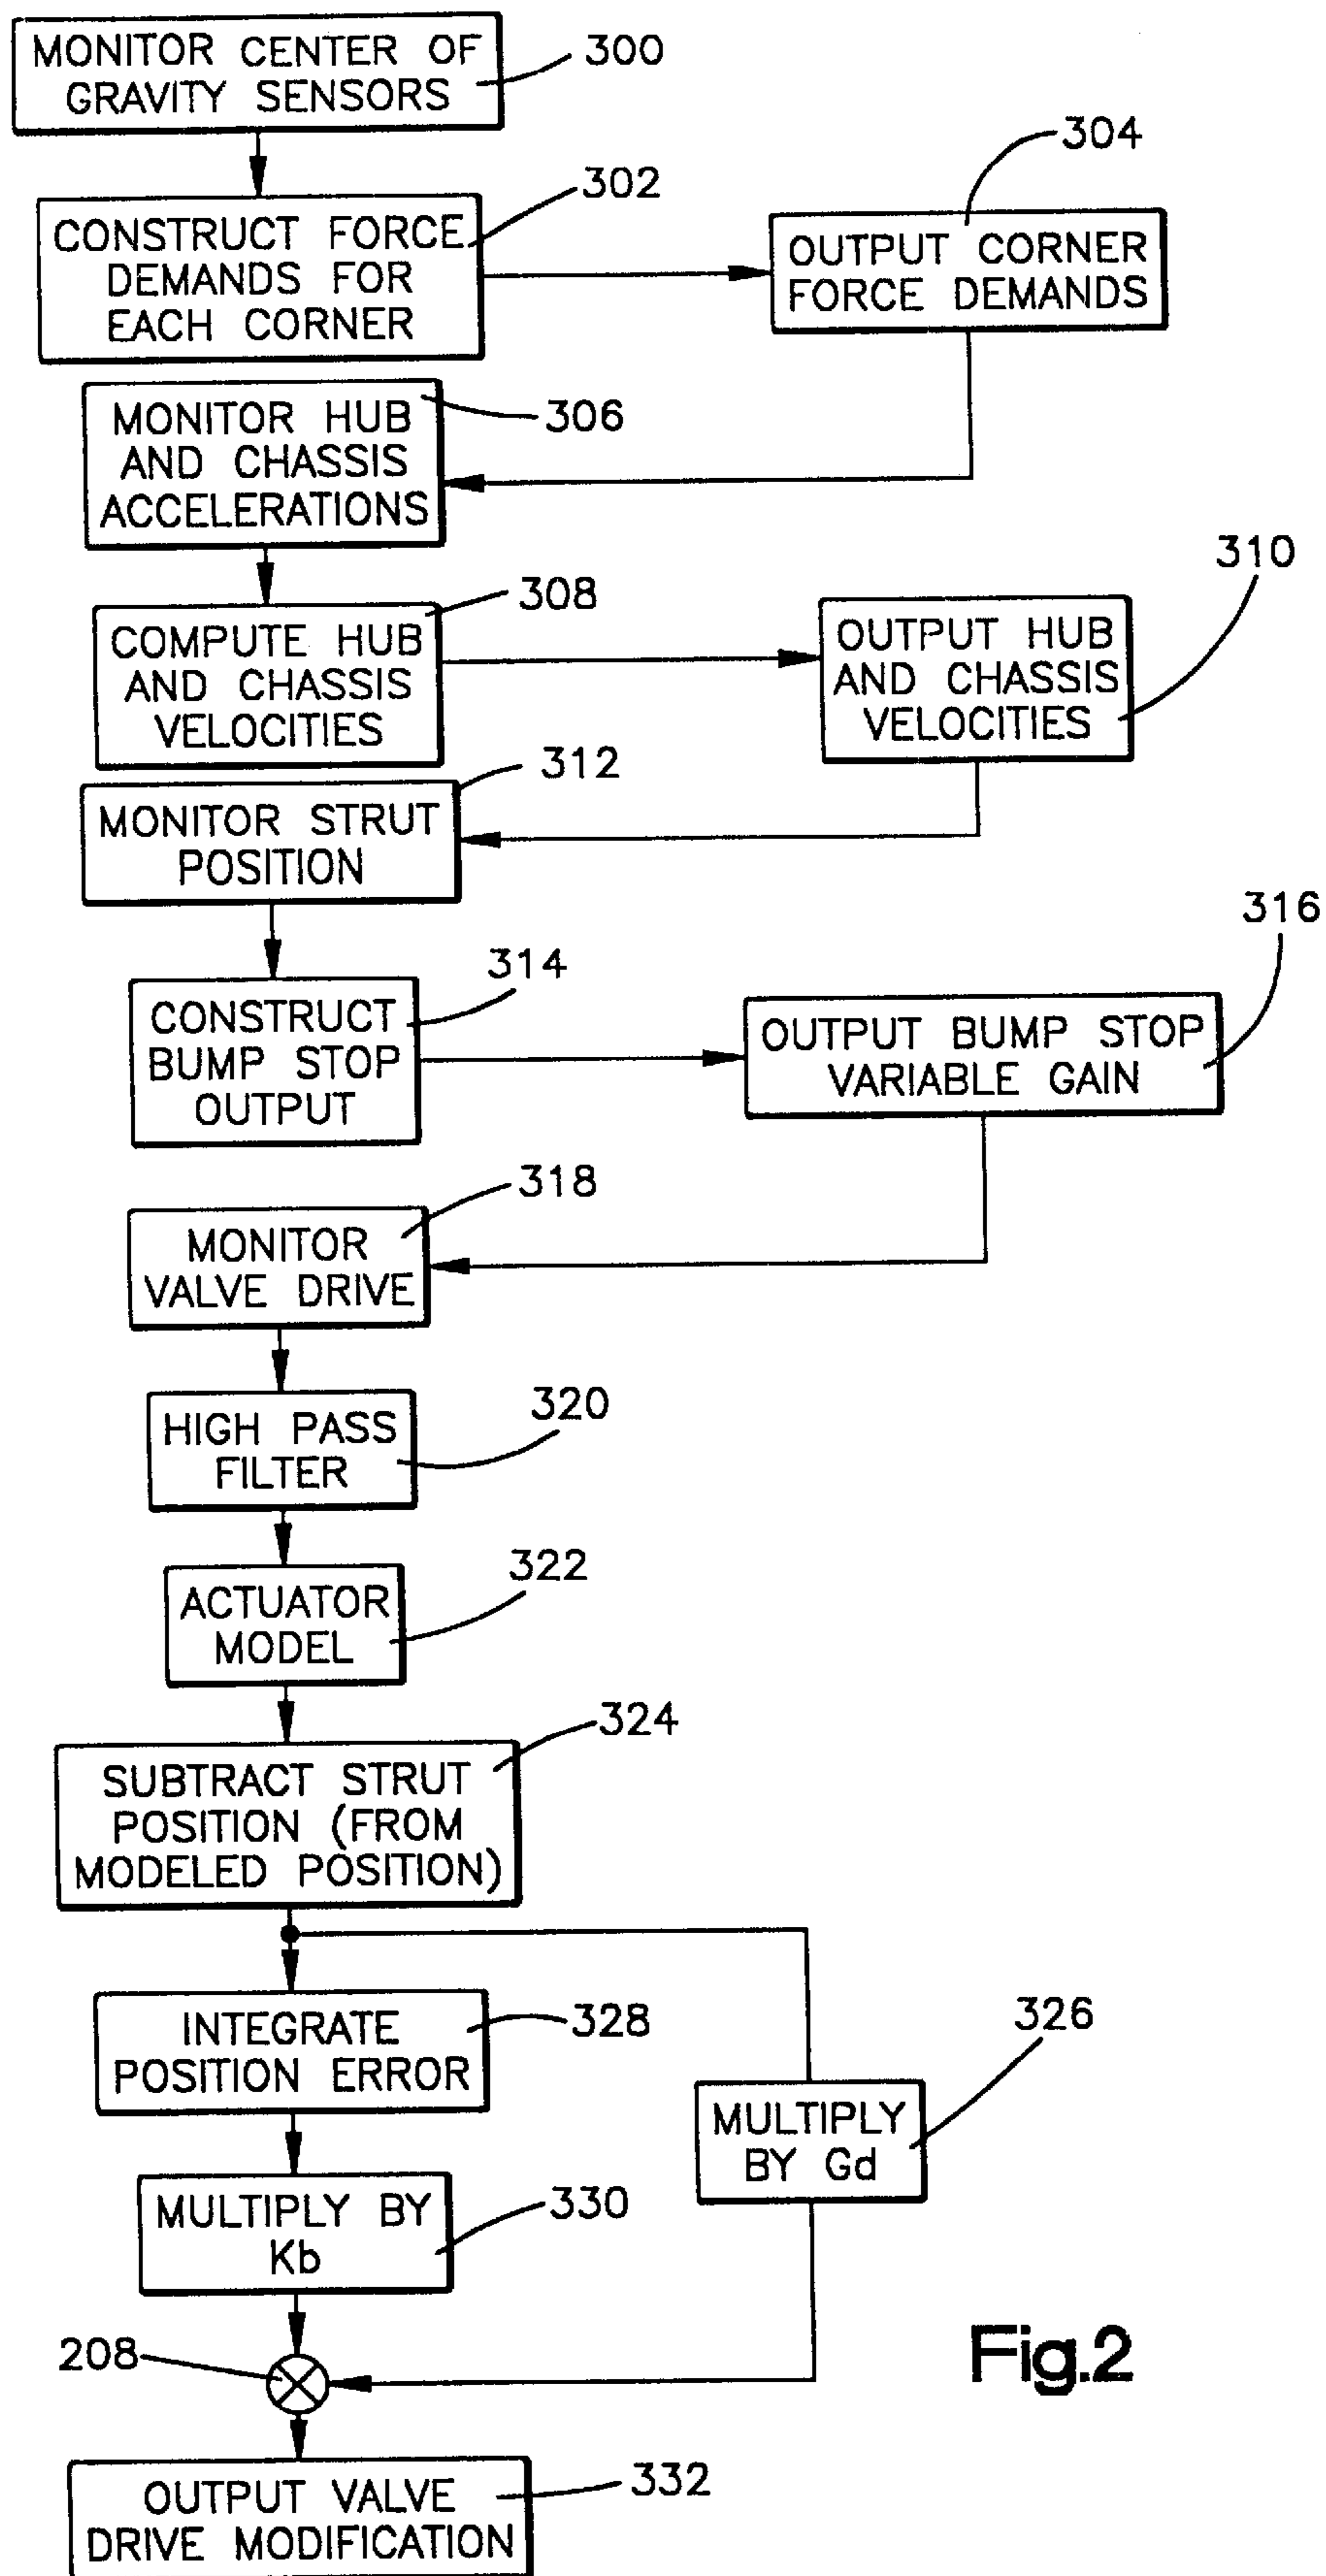 MONITOR CENTER OF
GRAVITY SENSORS
300
CONSTRUCT FORCE
DEMANDS FOR
EACH CORNER
302
OUTPUT CORNER
FORCE DEMANDS
304
MONITOR HUB
AND CHASSIS
ACCELERATIONS
306
COMPUTE HUB
AND CHASSIS
VELOCITIES
308
OUTPUT HUB
AND CHASSIS
VELOCITIES
310
MONITOR STRUT
POSITION
312
CONSTRUCT
BUMP STOP
OUTPUT
314
OUTPUT BUMP STOP
VARIABLE GAIN
316
MONITOR
VALVE DRIVE
318
HIGH PASS
FILTER
320
ACTUATOR
MODEL
322
SUBTRACT STRUT
POSITION (FROM
MODELED POSITION)
324
INTEGRATE
POSITION ERROR
328
MULTIPLY
BY Gd
326
MULTIPLY BY
Kb
330
208
OUTPUT VALVE
DRIVE MODIFICATION
332
Fig.2